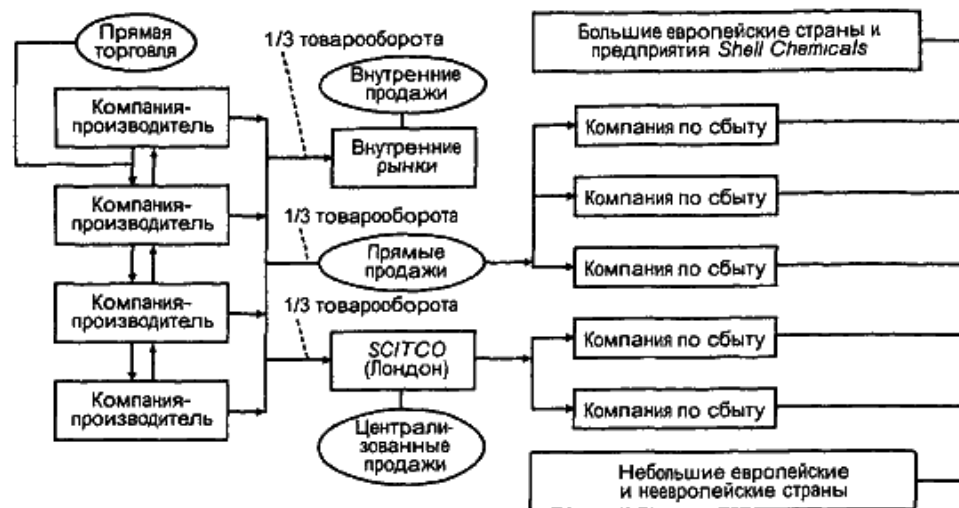 Прямая
торговля
1/3 товарооборота
Внутренние
продажи
Большие европейские страны и
предприятия Shell Chemicals
Компания-
производитель
Внутренние
рынки
Компания по сбыту
Компания-
производитель
1/3 товарооборота
Прямые
продажи
Компания по сбыту
Компания по сбыту
Компания-
производитель
1/3 товарооборота
SCITCO
(Лондон)
Компания по сбыту
Компания-
производитель
Централи-
зованные
продажи
Компания по сбыту
Небольшие европейские
и неевропейские страны